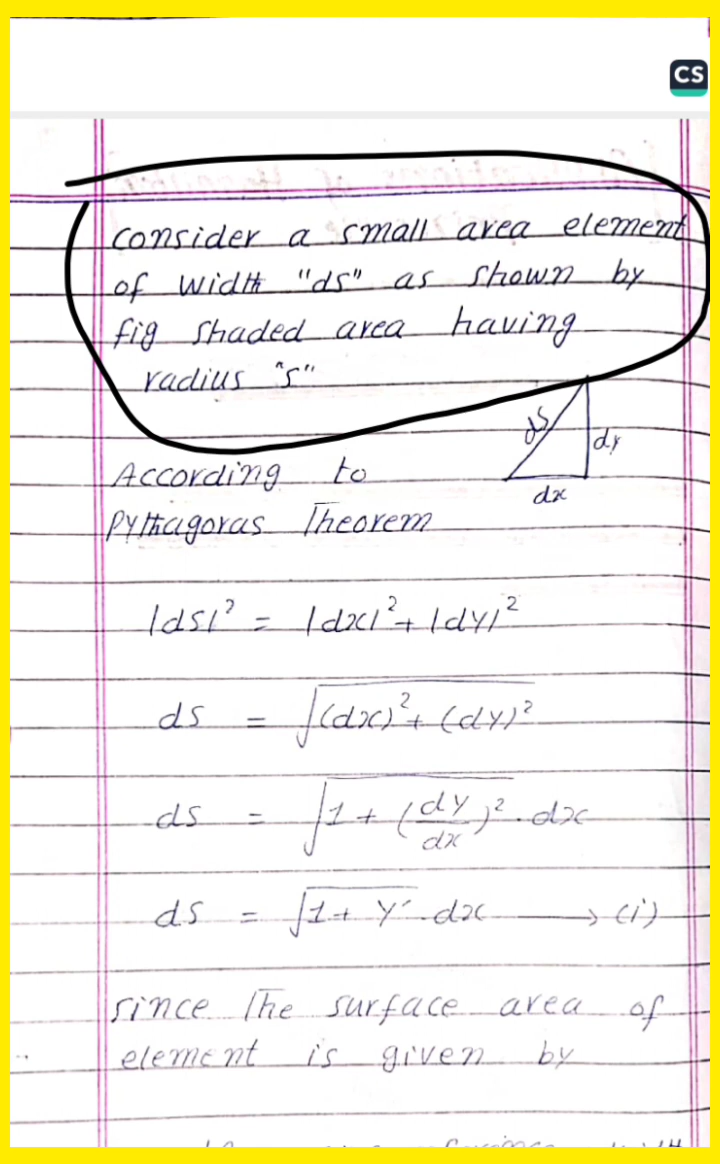 CS
Consider a small area element
of width "ds" as shown by
fig shaded area having
radius "s"
ds
dy
dx
According to
Pythagoras Theorem
|ds|² = |dx|² + |dy|²
ds = √(dx)² + (dy)²
ds = √1 + (dy/dx)² . dx
ds = √1 + y′ . dx → (i)
since The surface area of
element is given by